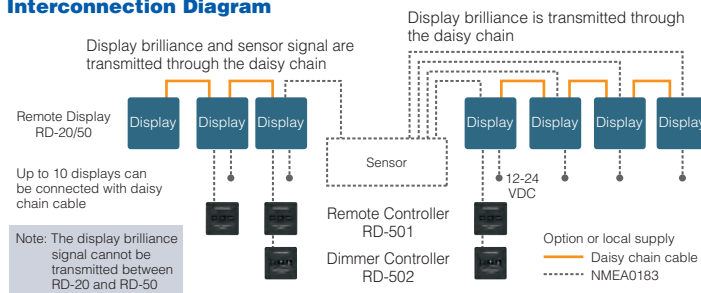 Interconnection Diagram
Display brilliance and sensor signal are
transmitted through the daisy chain
Display brilliance is transmitted through
the daisy chain
Remote Display
RD-20/50
Display
Display
Display
Display
Display
Display
Display
Sensor
Up to 10 displays can
be connected with daisy
chain cable
12-24
VDC
Remote Controller
RD-501
Dimmer Controller
RD-502
Note: The display brilliance
signal cannot be
transmitted between
RD-20 and RD-50
Option or local supply
Daisy chain cable
NMEA0183